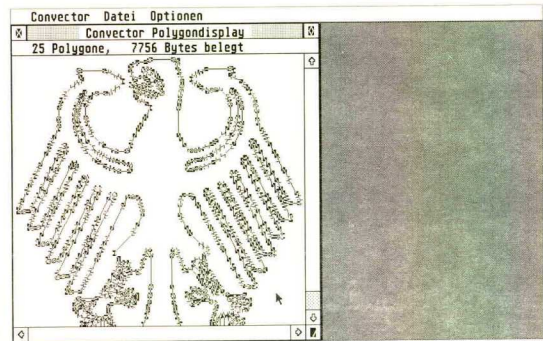 Convector Datei Optionen
Convector Polygondisplay
25 Polygone, 7756 Bytes belegt